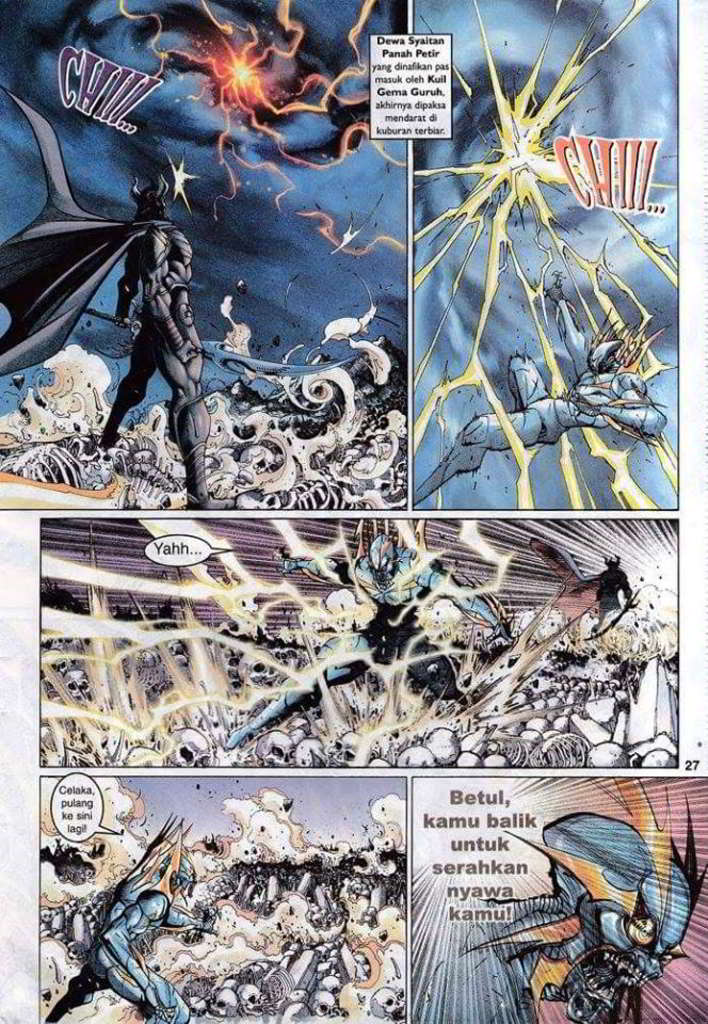 CHIII...
Dewa Syaitan
Panah Petir
yang dinafikan pas
masuk oleh Kuil
Gema Guruh,
akhirnya dipaksa
mendarat di
kuburan terbiar.
CHIII...
Yahh...
27
Celaka,
pulang
ke sini
lagi!
Betul,
kamu balik
untuk
serahkan
nyawa
kamu!